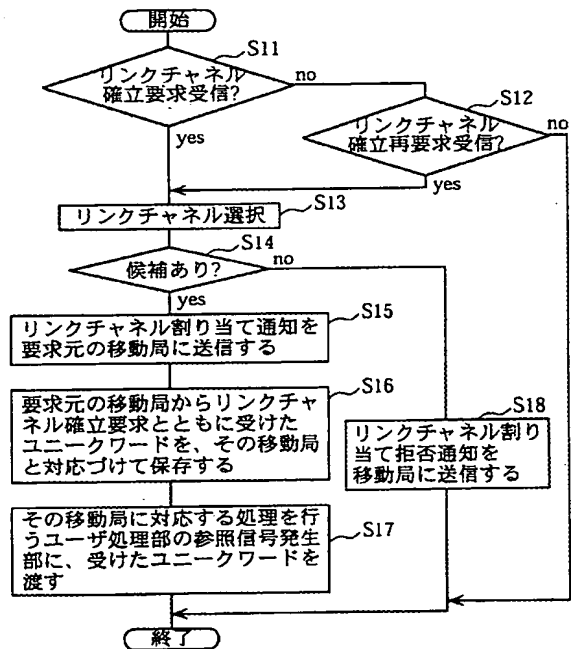 開始
S11
リンクチャネル
確立要求受信?
no
yes
S12
リンクチャネル
確立再要求受信?
no
yes
S13
リンクチャネル選択
S14
候補あり?
no
yes
S15
リンクチャネル割り当て通知を
要求元の移動局に送信する
S16
要求元の移動局からリンクチャ
ネル確立要求とともに受けた
ユニークワードを、その移動局
と対応づけて保存する
S18
リンクチャネル割り
当て拒否通知を
移動局に送信する
S17
その移動局に対応する処理を行
うユーザ処理部の参照信号発生
部に、受けたユニークワードを
渡す
終了